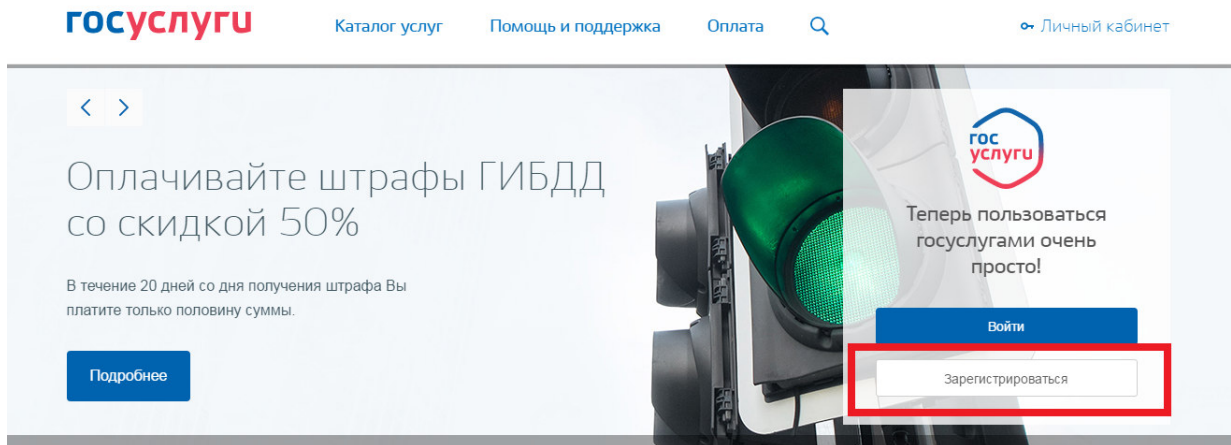 госуслуги
Каталог услуг
Помощь и поддержка
Оплата
Личный кабинет
Оплачивайте штрафы ГИБДД
со скидкой 50%
В течение 20 дней со дня получения штрафа Вы
платите только половину суммы.
Подробнее
гос
услуги
Теперь пользоваться
госуслугами очень
просто!
Войти
Зарегистрироваться